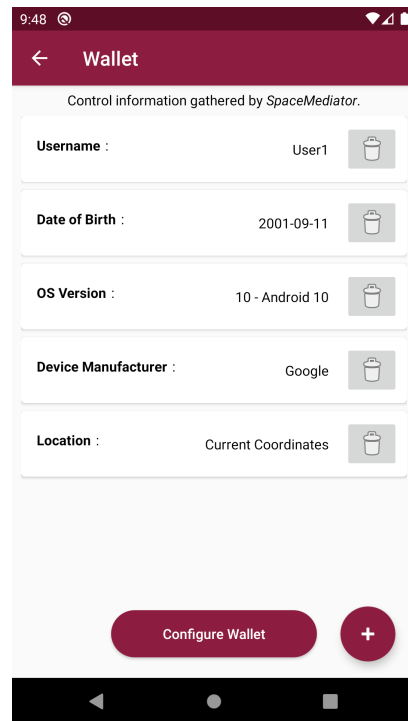 9:48
Wallet
Control information gathered by SpaceMediator.
Username : User1
Date of Birth : 2001-09-11
OS Version : 10 - Android 10
Device Manufacturer : Google
Location : Current Coordinates
Configure Wallet +